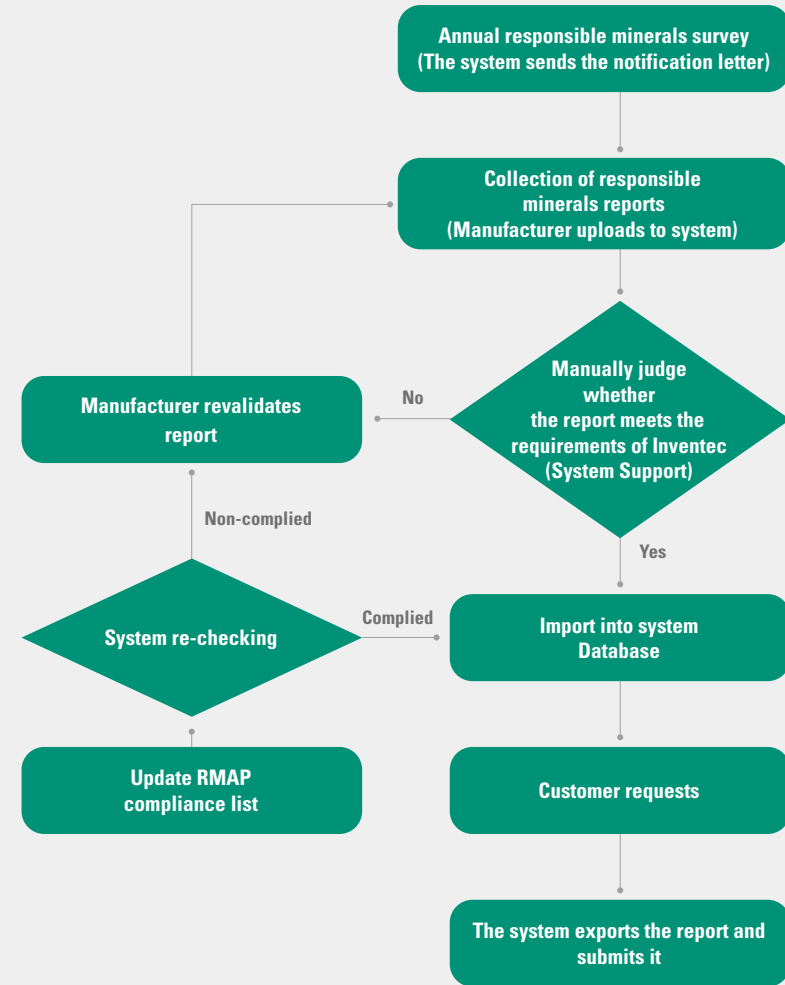 Annual responsible minerals survey
(The system sends the notification letter)
Collection of responsible
minerals reports
(Manufacturer uploads to system)
Manually judge
whether
the report meets the
requirements of Inventec
(System Support)
No
Manufacturer revalidates
report
Non-complied
Yes
System re-checking
Complied
Import into system
Database
Update RMAP
compliance list
Customer requests
The system exports the report and
submits it